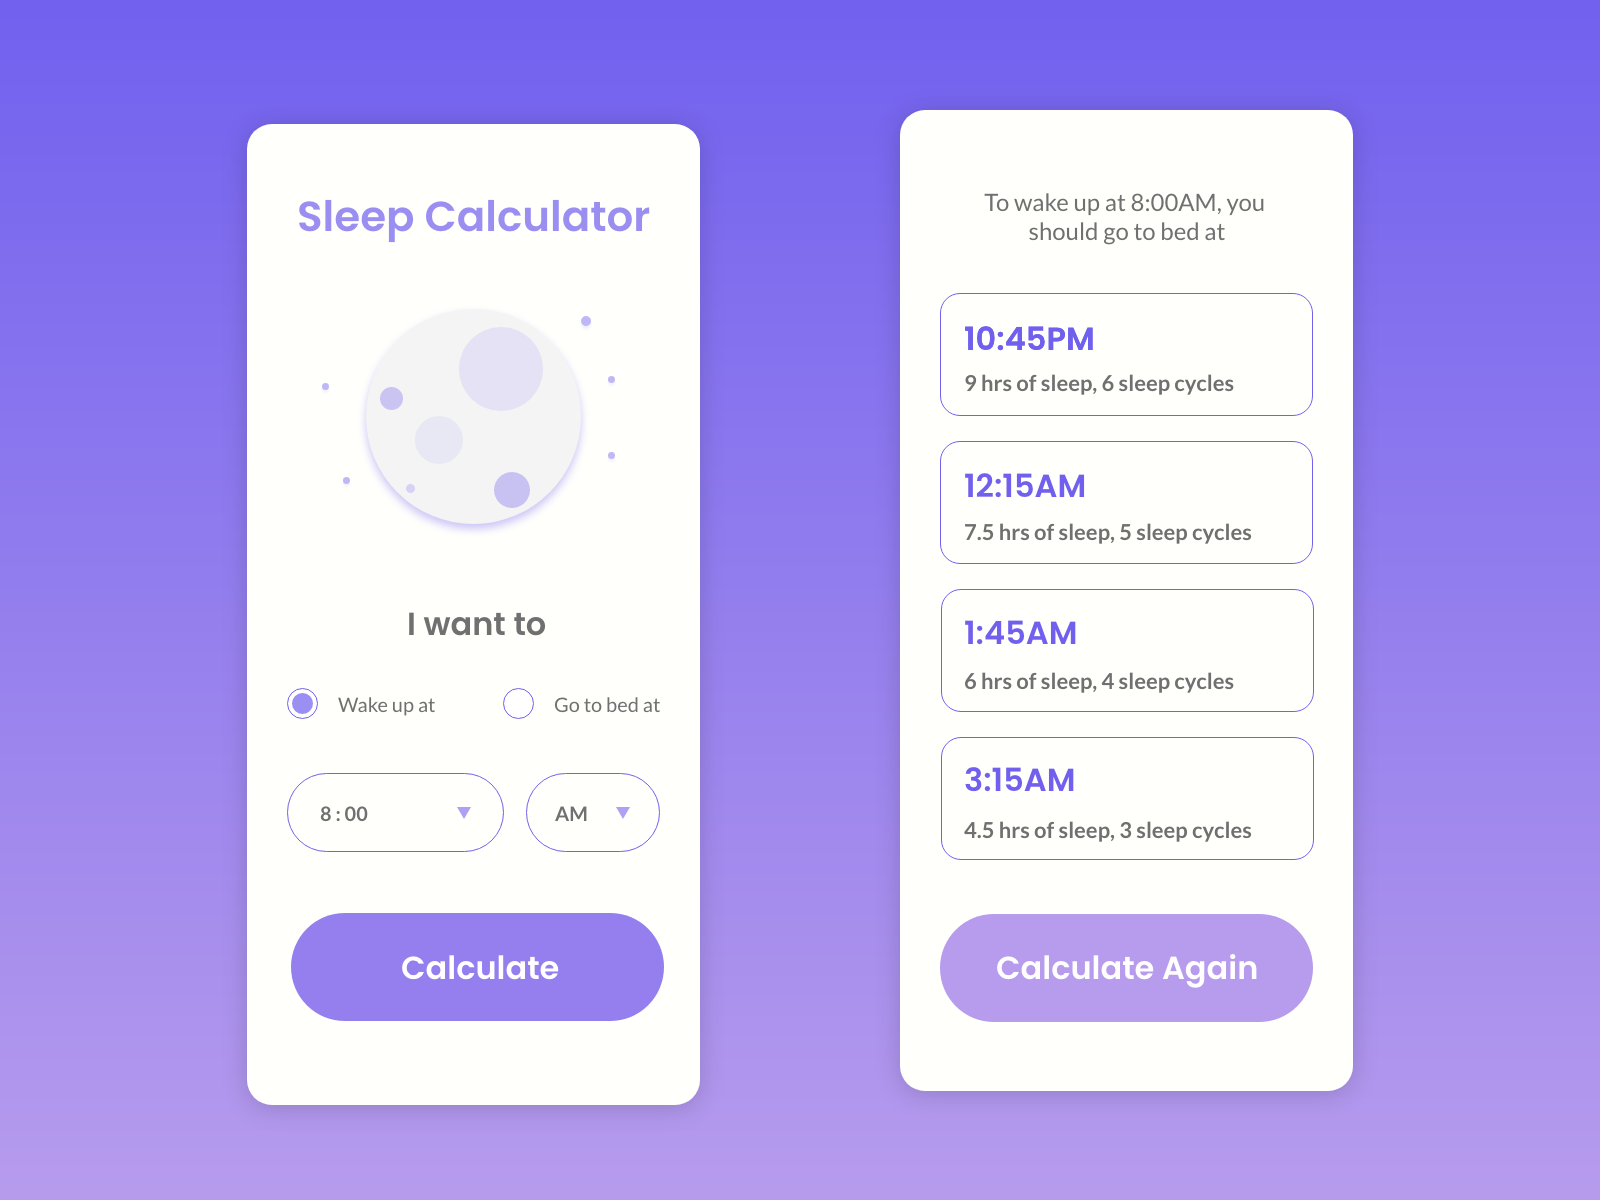 Sleep Calculator
I want to
Wake up at
Go to bed at
8 : 00
AM
Calculate
To wake up at 8:00AM, you
should go to bed at
10:45PM
9 hrs of sleep, 6 sleep cycles
12:15AM
7.5 hrs of sleep, 5 sleep cycles
1:45AM
6 hrs of sleep, 4 sleep cycles
3:15AM
4.5 hrs of sleep, 3 sleep cycles
Calculate Again